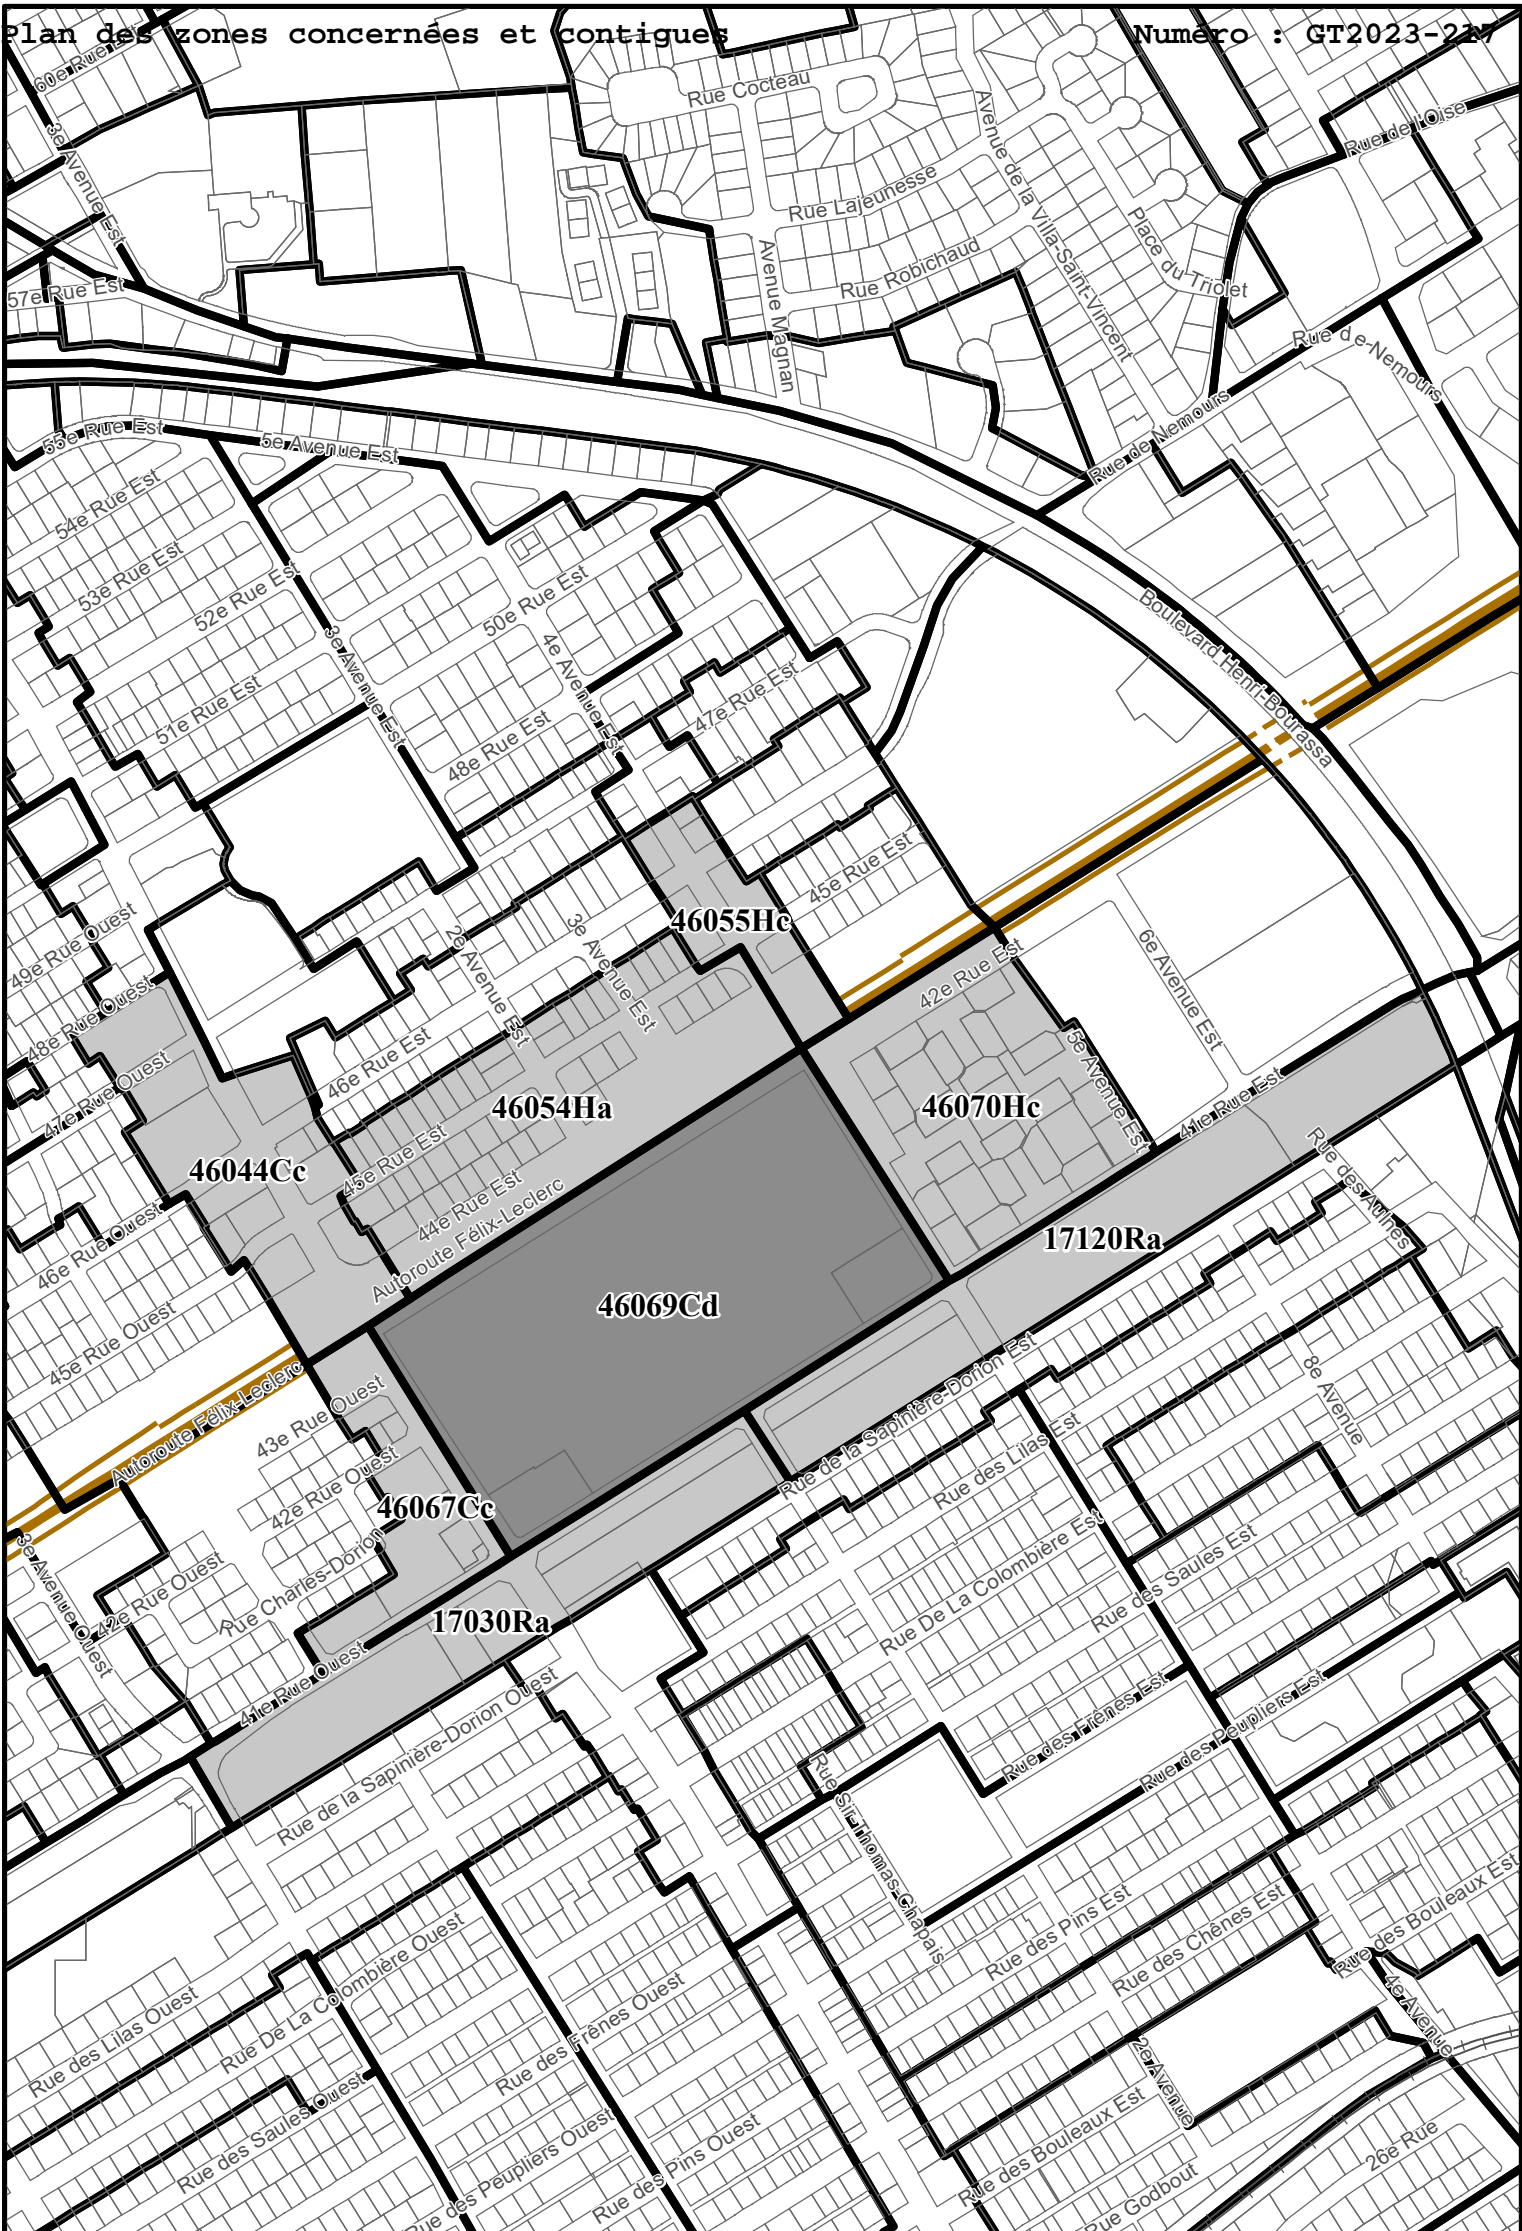 Plan des zones concernées et contigues
Numéro : GT2023-217
60e Rue Est
Rue Cocteau
Avenue de la Villa-Saint-Vincent
Rue de l'Oise
3e Avenue Est
Rue Lajeunesse
Place du Triolet
Avenue Magnan
Rue Robichaud
57e Rue Est
Rue de Nemours
Rue de Nemours
55e Rue Est
5e Avenue Est
54e Rue Est
53e Rue Est
52e Rue Est
50e Rue Est
Boulevard Henri-Bourassa
3e Avenue Est
4e Avenue Est
51e Rue Est
47e Rue Est
48e Rue Est
45e Rue Est
49e Rue Ouest
46055Hc
2e Avenue Est
3e Avenue Est
6e Avenue Est
42e Rue Est
48e Rue Ouest
46e Rue Est
47e Rue Ouest
46054Ha
46070Hc
5e Avenue Est
41e Rue Est
Rue des Aulnes
46044Cc
45e Rue Est
44e Rue Est
Autoroute Félix-Leclerc
46e Rue Ouest
17120Ra
46069Cd
45e Rue Ouest
Autoroute Félix-Leclerc
43e Rue Ouest
Rue de la Sapinière-Dorion Est
8e Avenue
42e Rue Ouest
46067Cc
Rue des Lilas Est
3e Avenue Ouest
42e Rue Ouest
Rue Charles-Dorion
Rue De La Colombière Est
Rue des Saules Est
17030Ra
41e Rue Ouest
Rue de la Sapinière-Dorion Ouest
Rue des Frênes Est
Rue des Peupliers Est
Rue Sir-Thomas-Chapais
Rue des Pins Est
Rue des Chênes Est
Rue des Bouleaux Est
4e Avenue
Rue des Lilas Ouest
Rue De La Colombière Ouest
Rue des Frênes Ouest
2e Avenue
Rue des Saules Ouest
Rue des Peupliers Ouest
Rue des Pins Ouest
Rue des Bouleaux Est
Rue Godbout
26e Rue